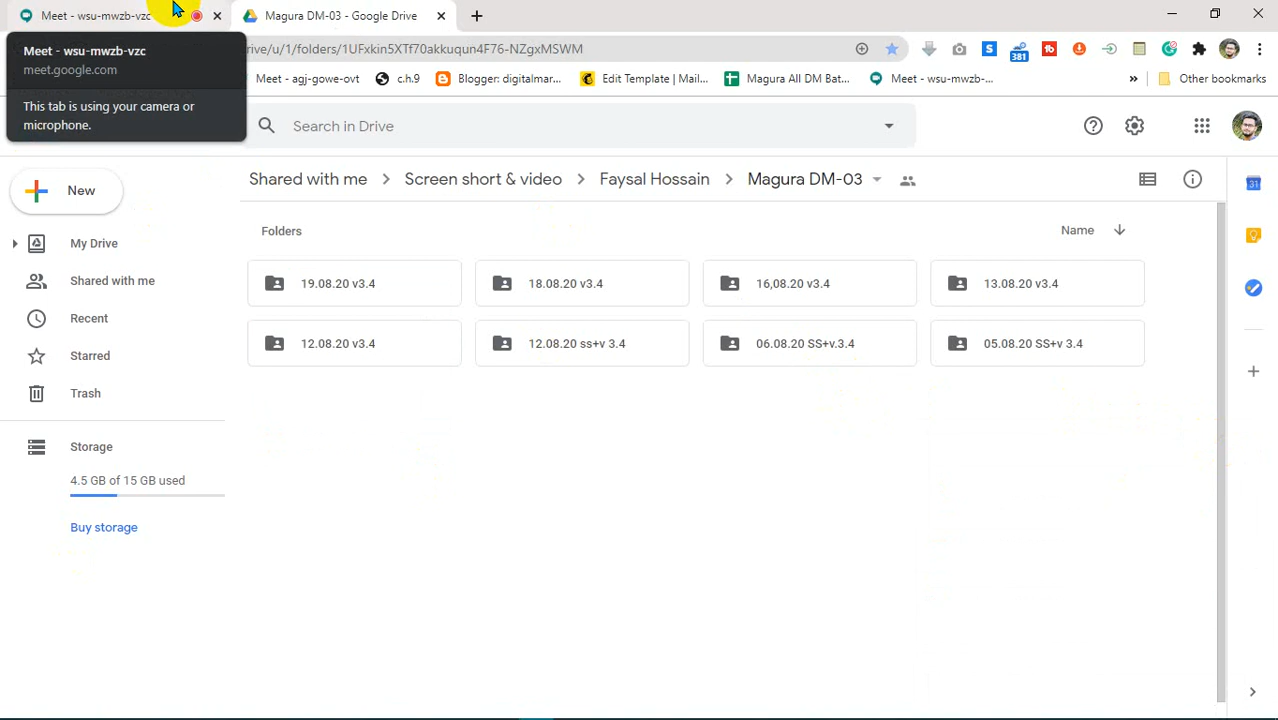 Meet - wsu-mwzb-vzc
Magura DM-03 - Google Drive
Meet - wsu-mwzb-vzc
meet.google.com
This tab is using your camera or
microphone.
rive/u/1/folders/1UFxkin5XTf70akkuqun4F76-NZgxMSWM
381
Meet - agj-gowe-ovt
c.h.9
Blogger: digitalmar...
Edit Template | Mail...
Magura All DM Bat...
Meet - wsu-mwzb-...
»
Other bookmarks
Search in Drive
New
Shared with me > Screen short & video > Faysal Hossain > Magura DM-03
Folders
Name
My Drive
Shared with me
Recent
Starred
Trash
Storage
4.5 GB of 15 GB used
Buy storage
19.08.20 v3.4
18.08.20 v3.4
16,08.20 v3.4
13.08.20 v3.4
12.08.20 v3.4
12.08.20 ss+v 3.4
06.08.20 SS+v.3.4
05.08.20 SS+v 3.4
31